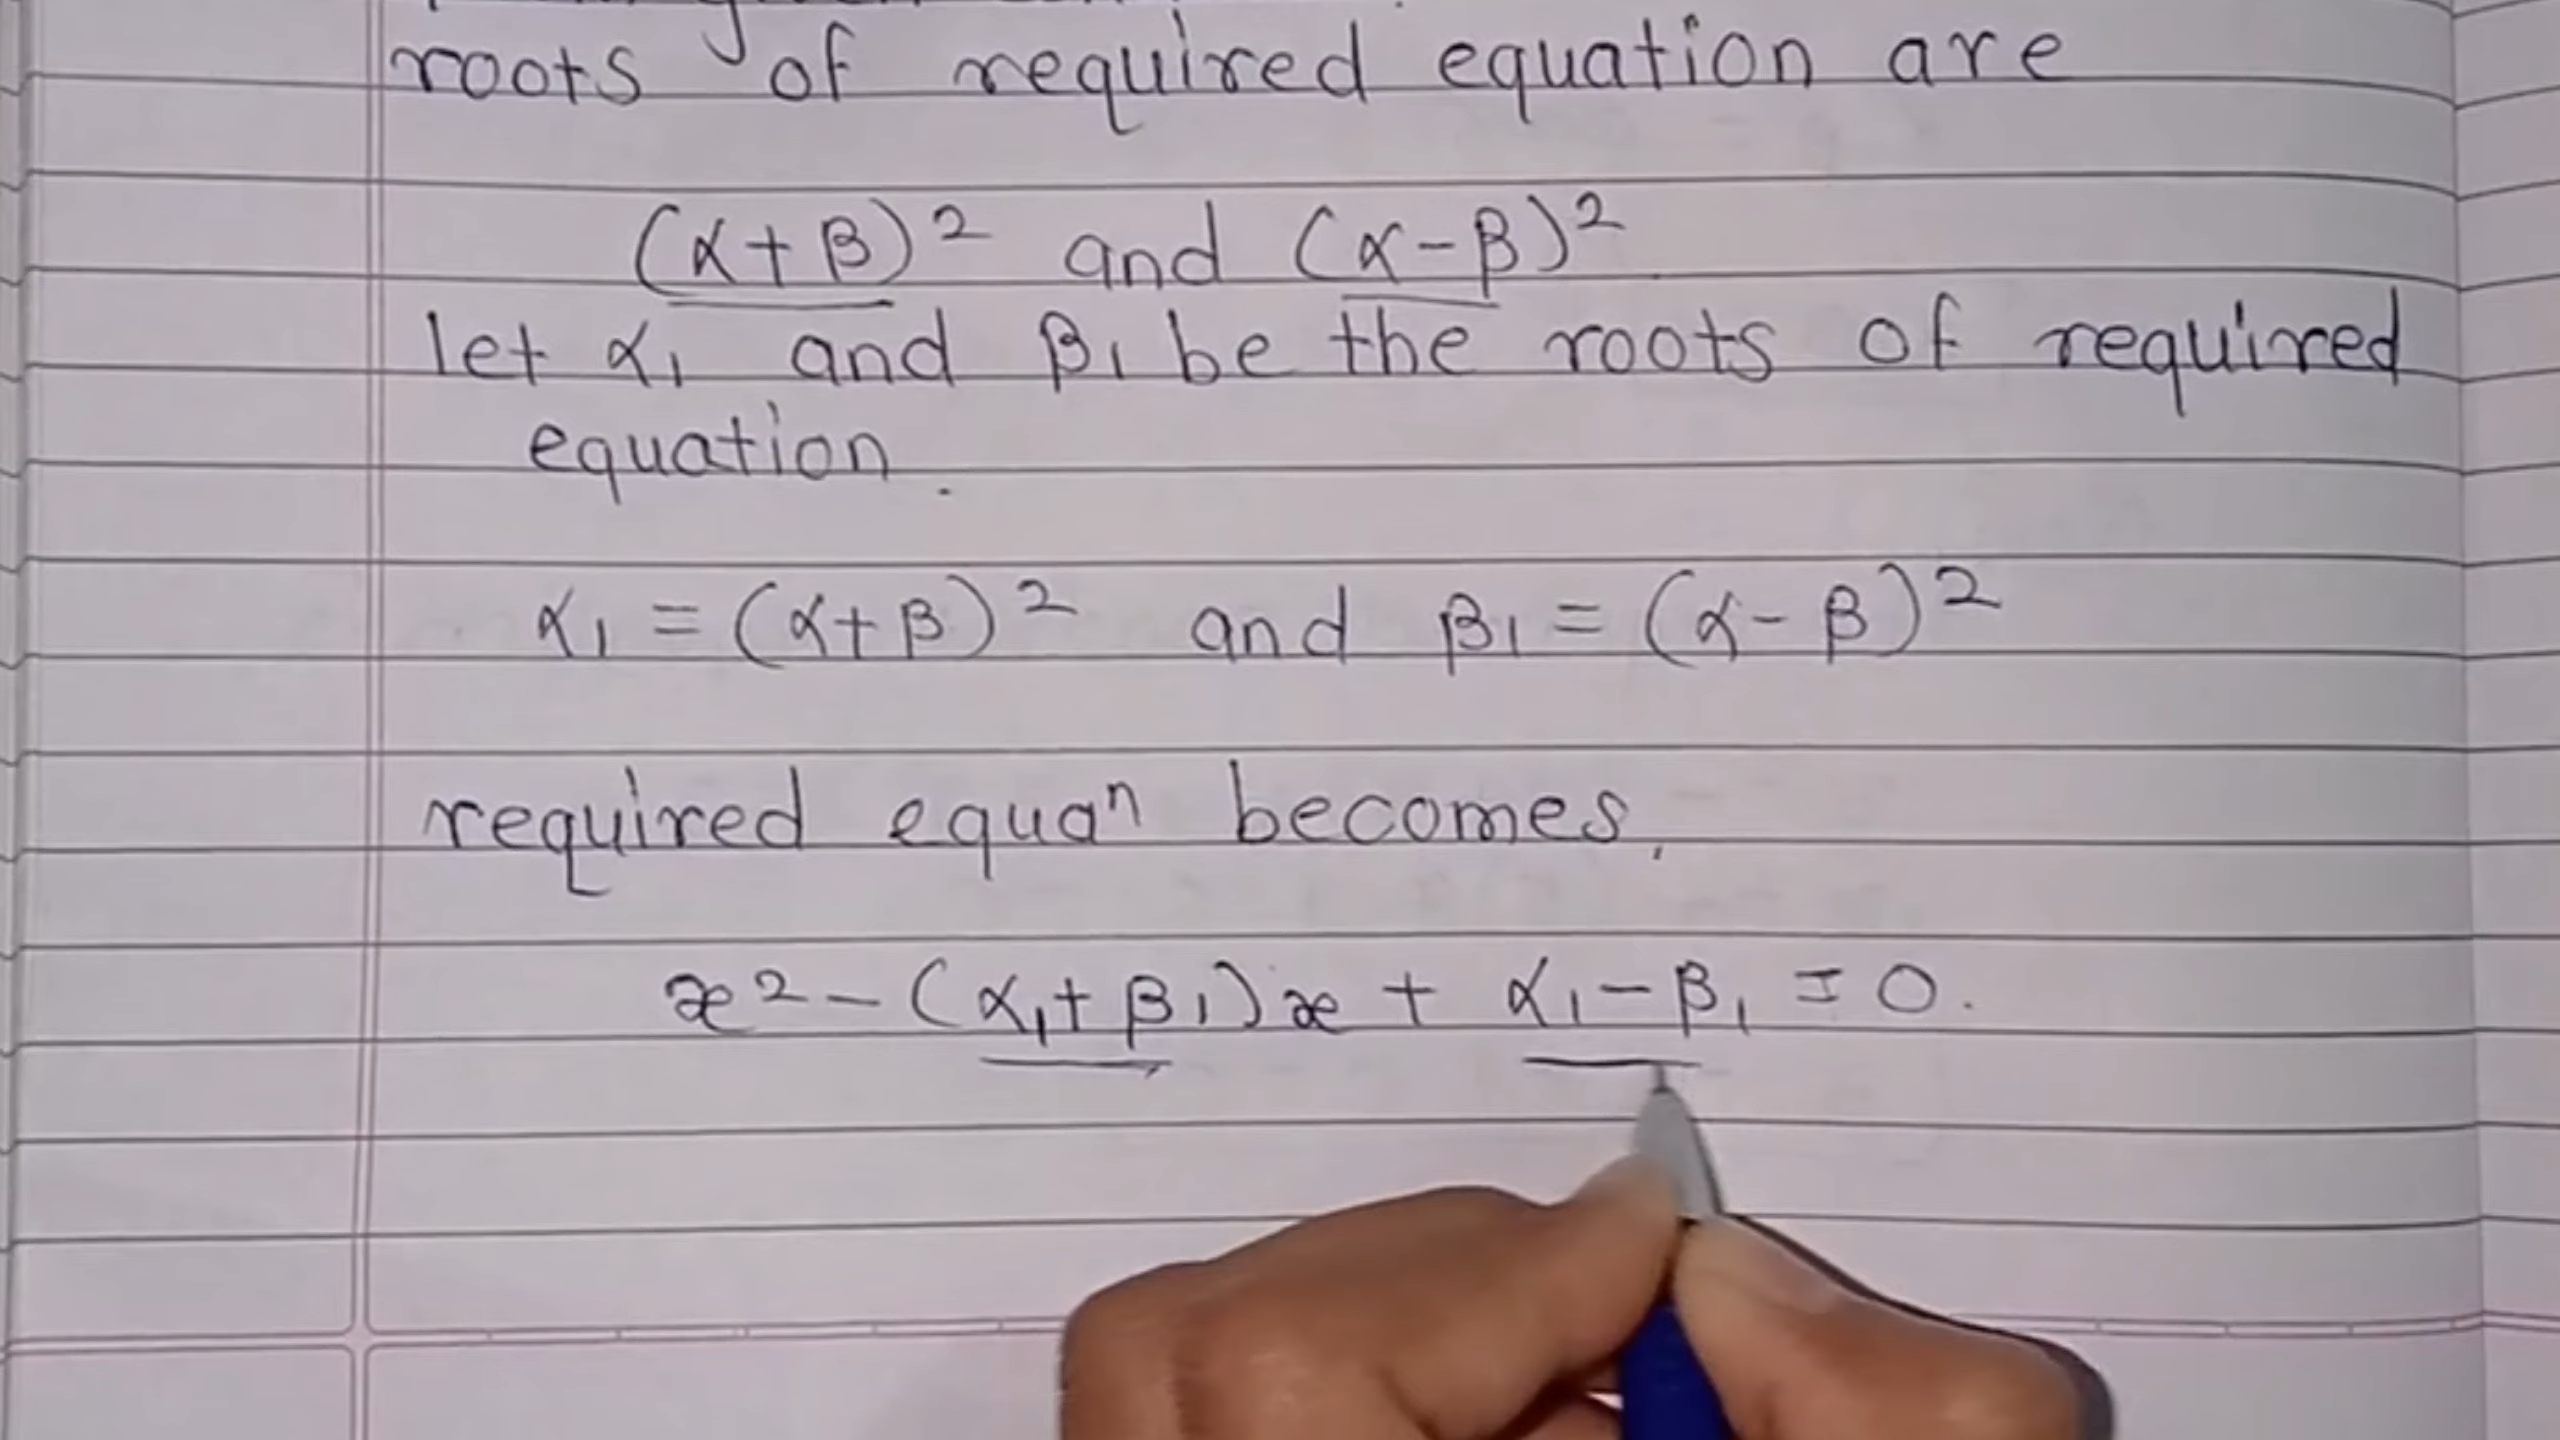 roots of required equation are
(α+β)² and (α-β)²
let α₁ and β₁ be the roots of required
equation.
α₁ = (α+β)² and β₁ = (α-β)²
required equaⁿ becomes,
x² - (α₁+β₁)x + α₁-β₁ = 0.